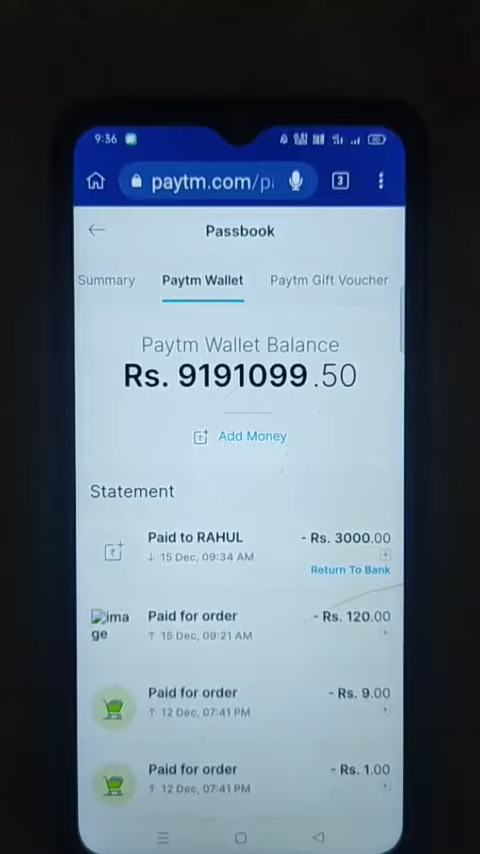 9:36
paytm.com/p
3
Passbook
Summary
Paytm Wallet
Paytm Gift Voucher
Paytm Wallet Balance
Rs. 9191099.50
Add Money
Statement
Paid to RAHUL
- Rs. 3000.00
↓ 15 Dec, 09:34 AM
Return To Bank
image
Paid for order
- Rs. 120.00
↑ 15 Dec, 09:21 AM
Paid for order
- Rs. 9.00
↑ 12 Dec, 07:41 PM
Paid for order
- Rs. 1.00
↑ 12 Dec, 07:41 PM